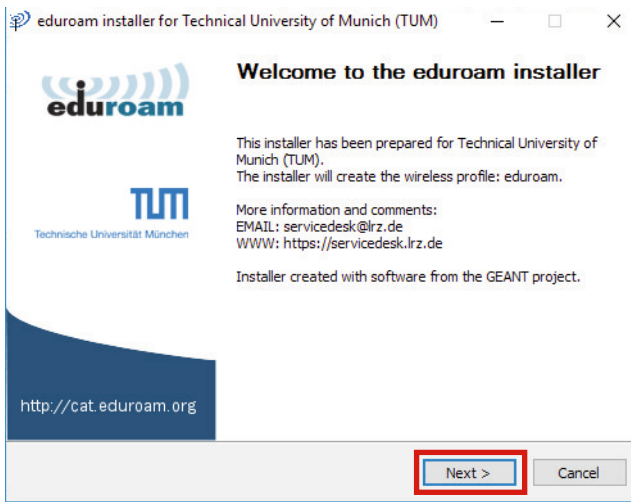 eduroam installer for Technical University of Munich (TUM)
eduroam
Welcome to the eduroam installer
This installer has been prepared for Technical University of
Munich (TUM).
The installer will create the wireless profile: eduroam.
More information and comments:
EMAIL: servicedesk@lrz.de
WWW: https://servicedesk.lrz.de
Installer created with software from the GEANT project.
TUM
Technische Universität München
http://cat.eduroam.org
Next >
Cancel